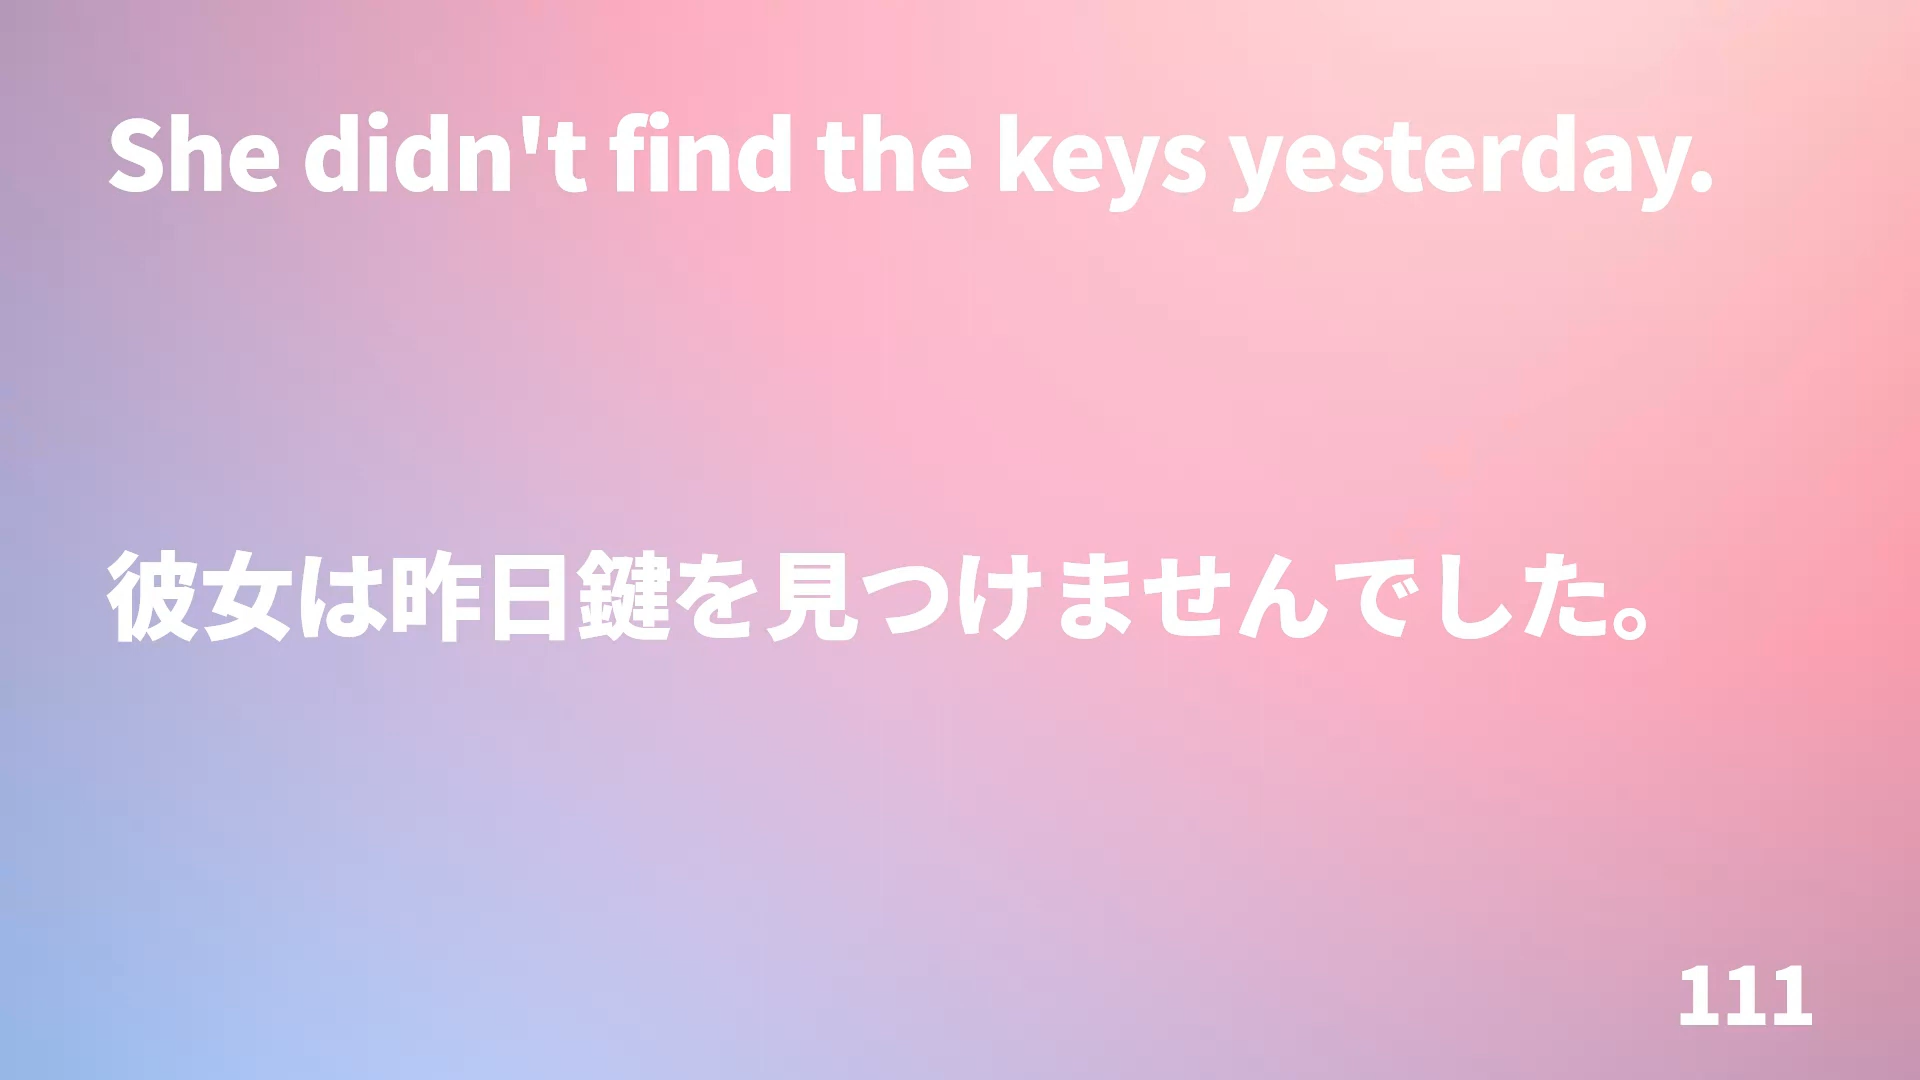 She didn't find the keys yesterday.
彼女は昨日鍵を見つけませんでした。
111